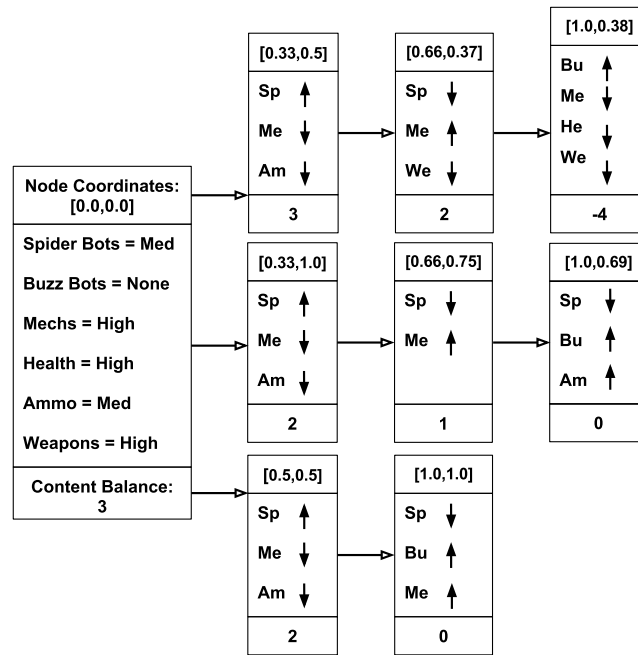 Node Coordinates:
[0.0,0.0]
Spider Bots = Med
Buzz Bots = None
Mechs = High
Health = High
Ammo = Med
Weapons = High
Content Balance:
3
[0.33,0.5]
Sp
Me
Am
3
[0.66,0.37]
Sp
Me
We
2
[1.0,0.38]
Bu
Me
He
We
-4
[0.33,1.0]
Sp
Me
Am
2
[0.66,0.75]
Sp
Me
1
[1.0,0.69]
Sp
Bu
Am
0
[0.5,0.5]
Sp
Me
Am
2
[1.0,1.0]
Sp
Bu
Me
0